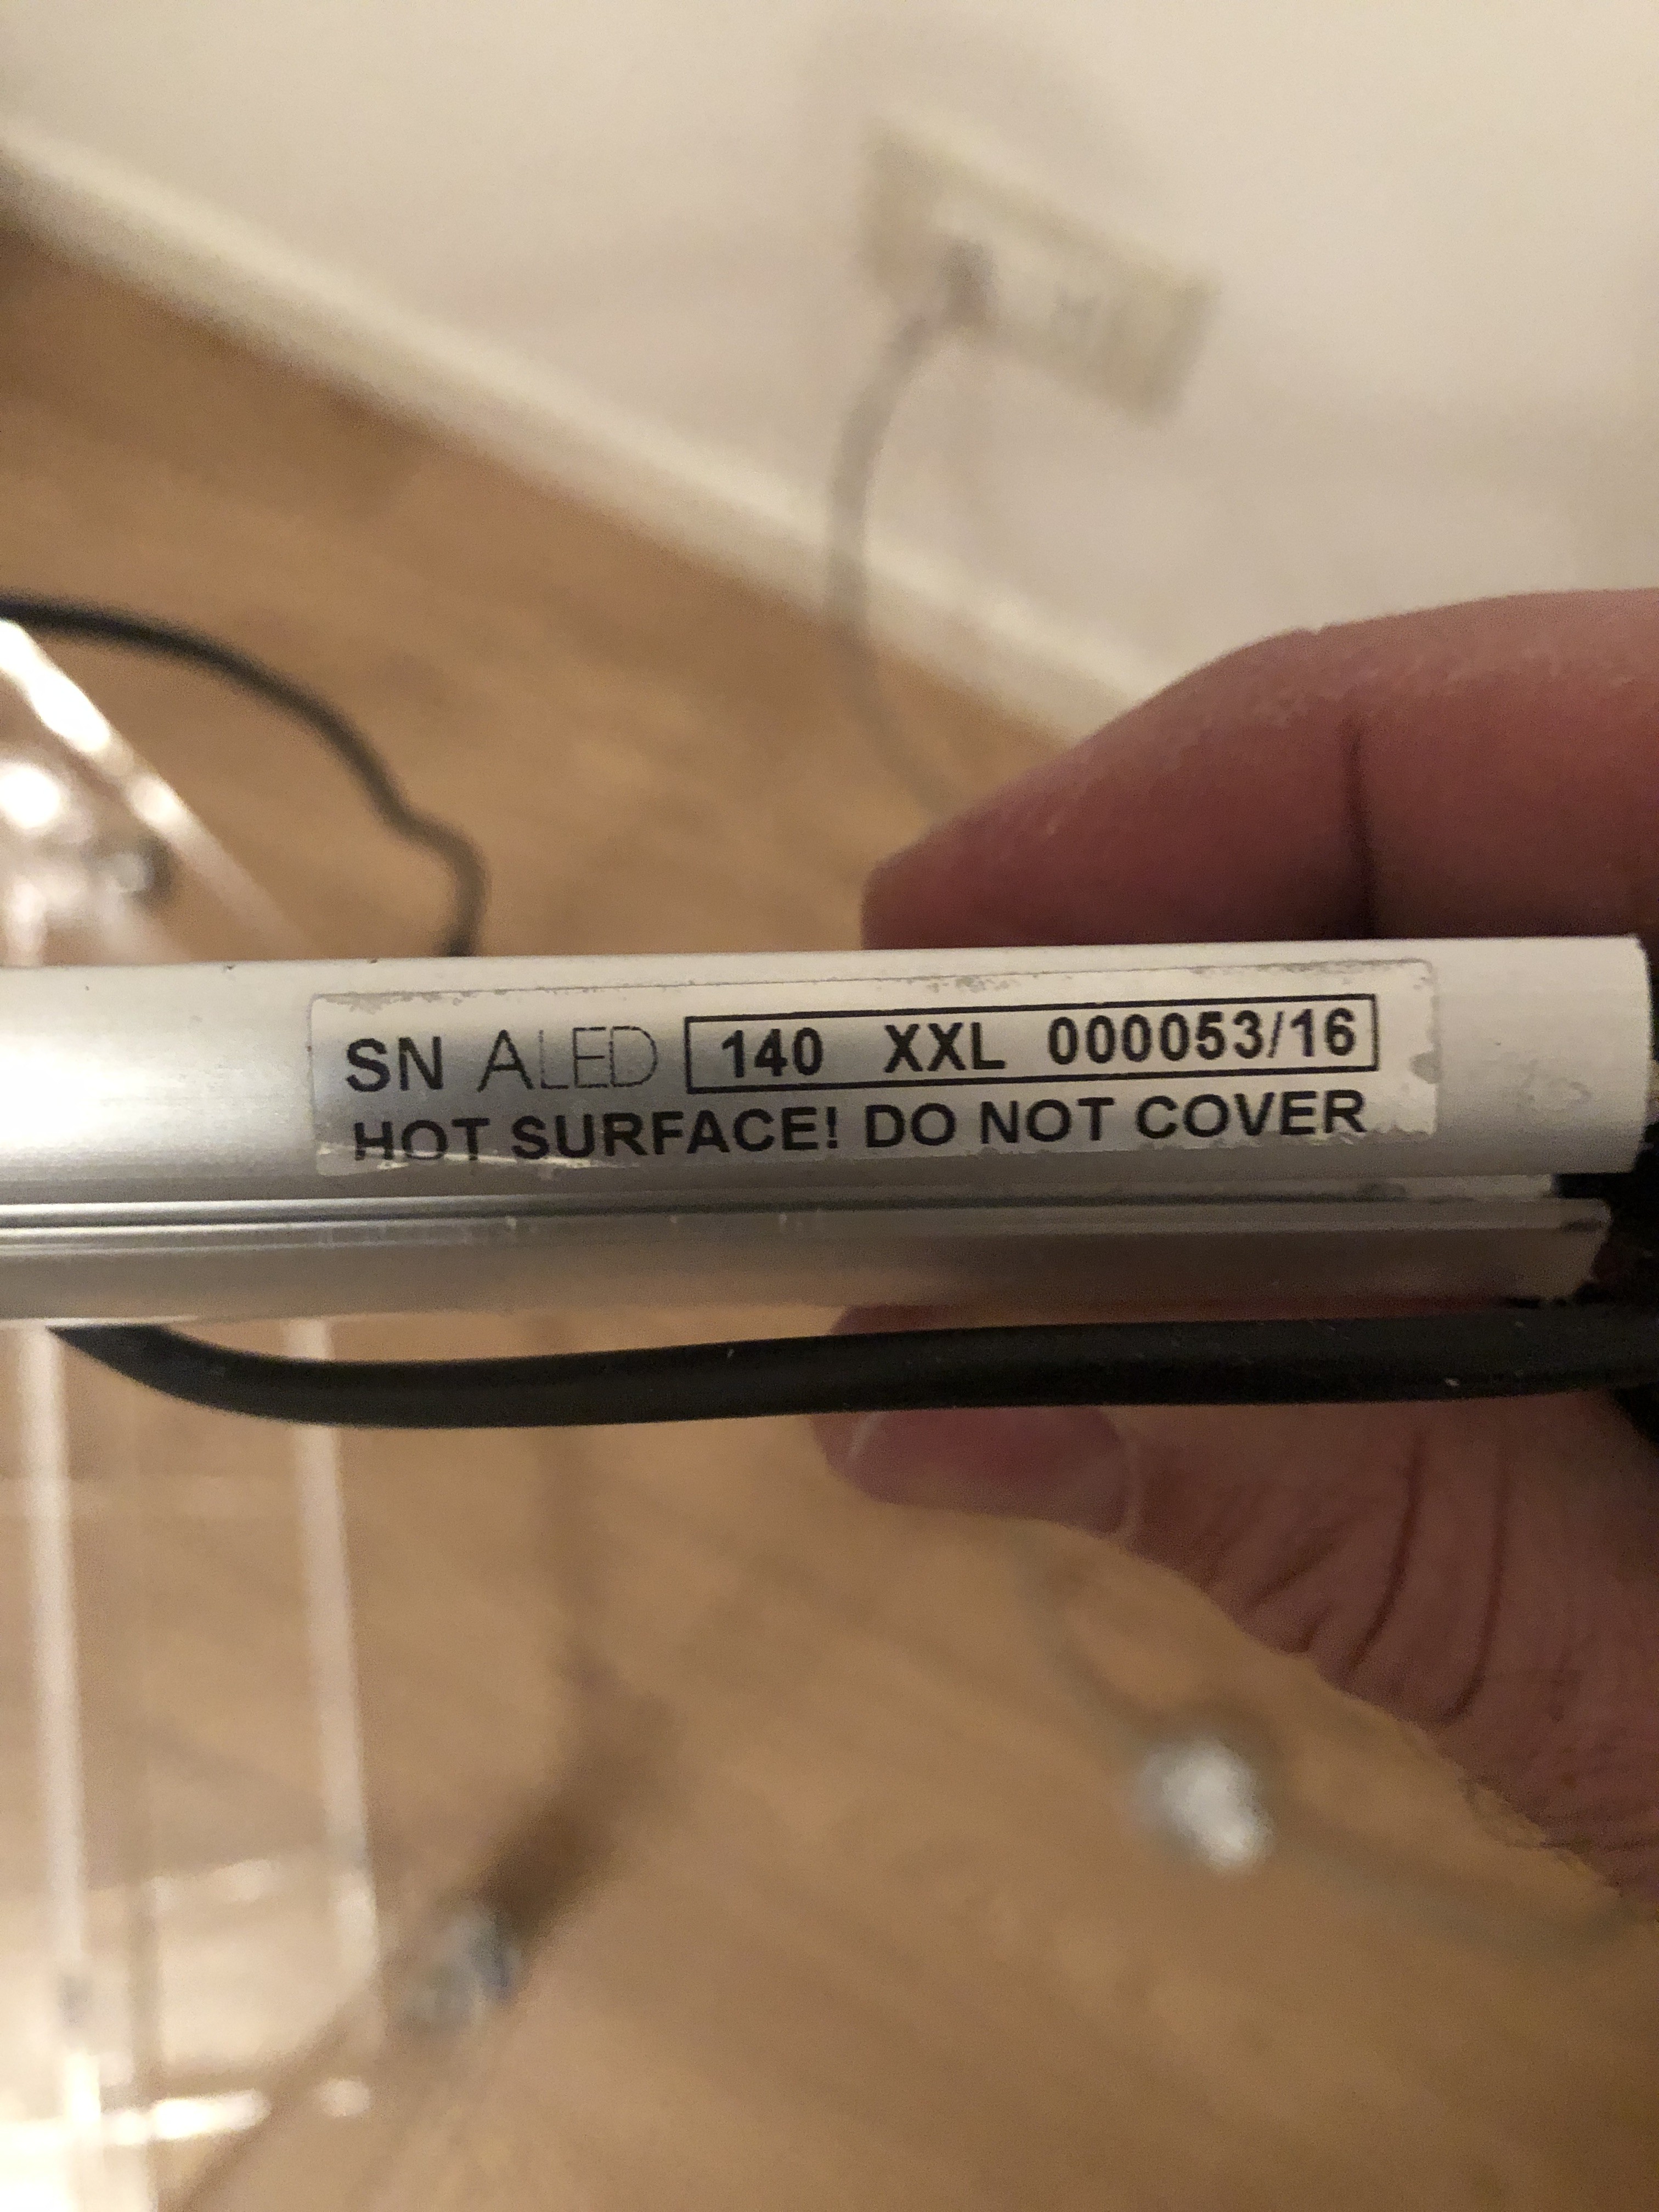 SN ALED 140 XXL 000053/16
HOT SURFACE! DO NOT COVER